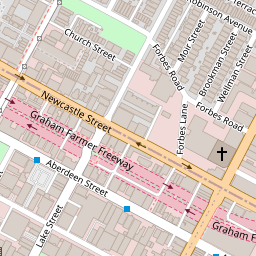 Robinson Avenue
Terrac
Church Street
Moir Street
Brookman Street
Wellman Street
Forbes Road
Forbes Road
Newcastle Street
Forbes Lane
Graham Farmer Freeway
Aberdeen Street
Lake Street
Graham F